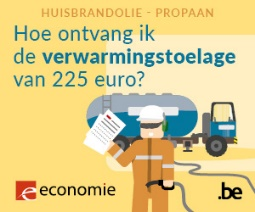 HUISBRANDOLIE - PROPAAN
Hoe ontvang ik
de verwarmingstoelage
van 225 euro?
e economie
.be